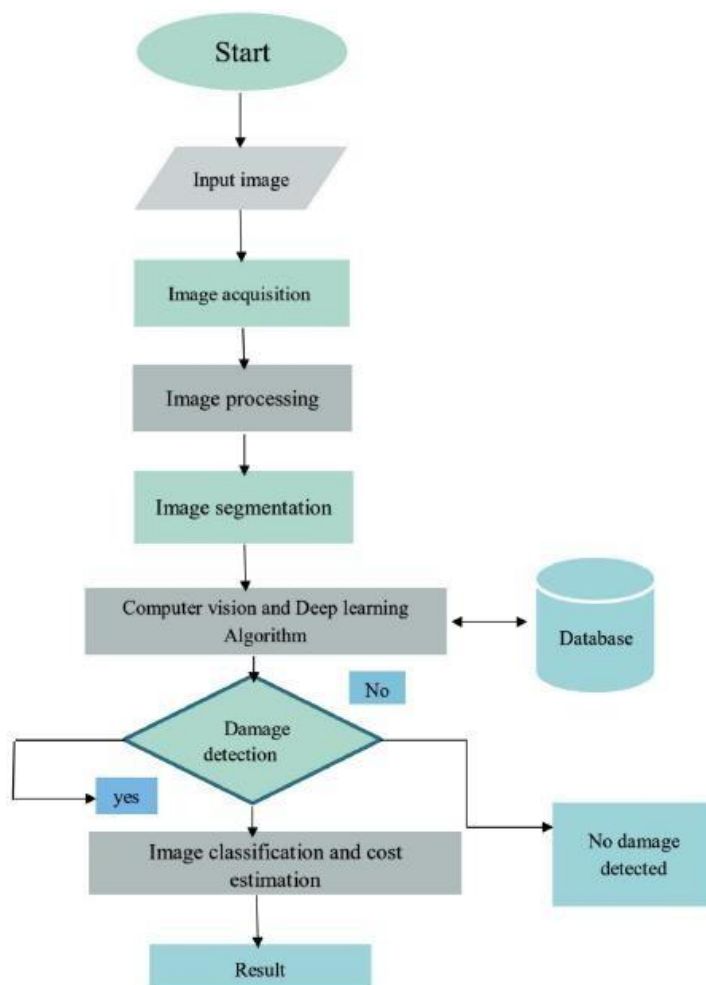 Start
Input image
Image acquisition
Image processing
Image segmentation
Computer vision and Deep learning
Algorithm
Database
No
Damage
detection
yes
No damage
detected
Image classification and cost
estimation
Result